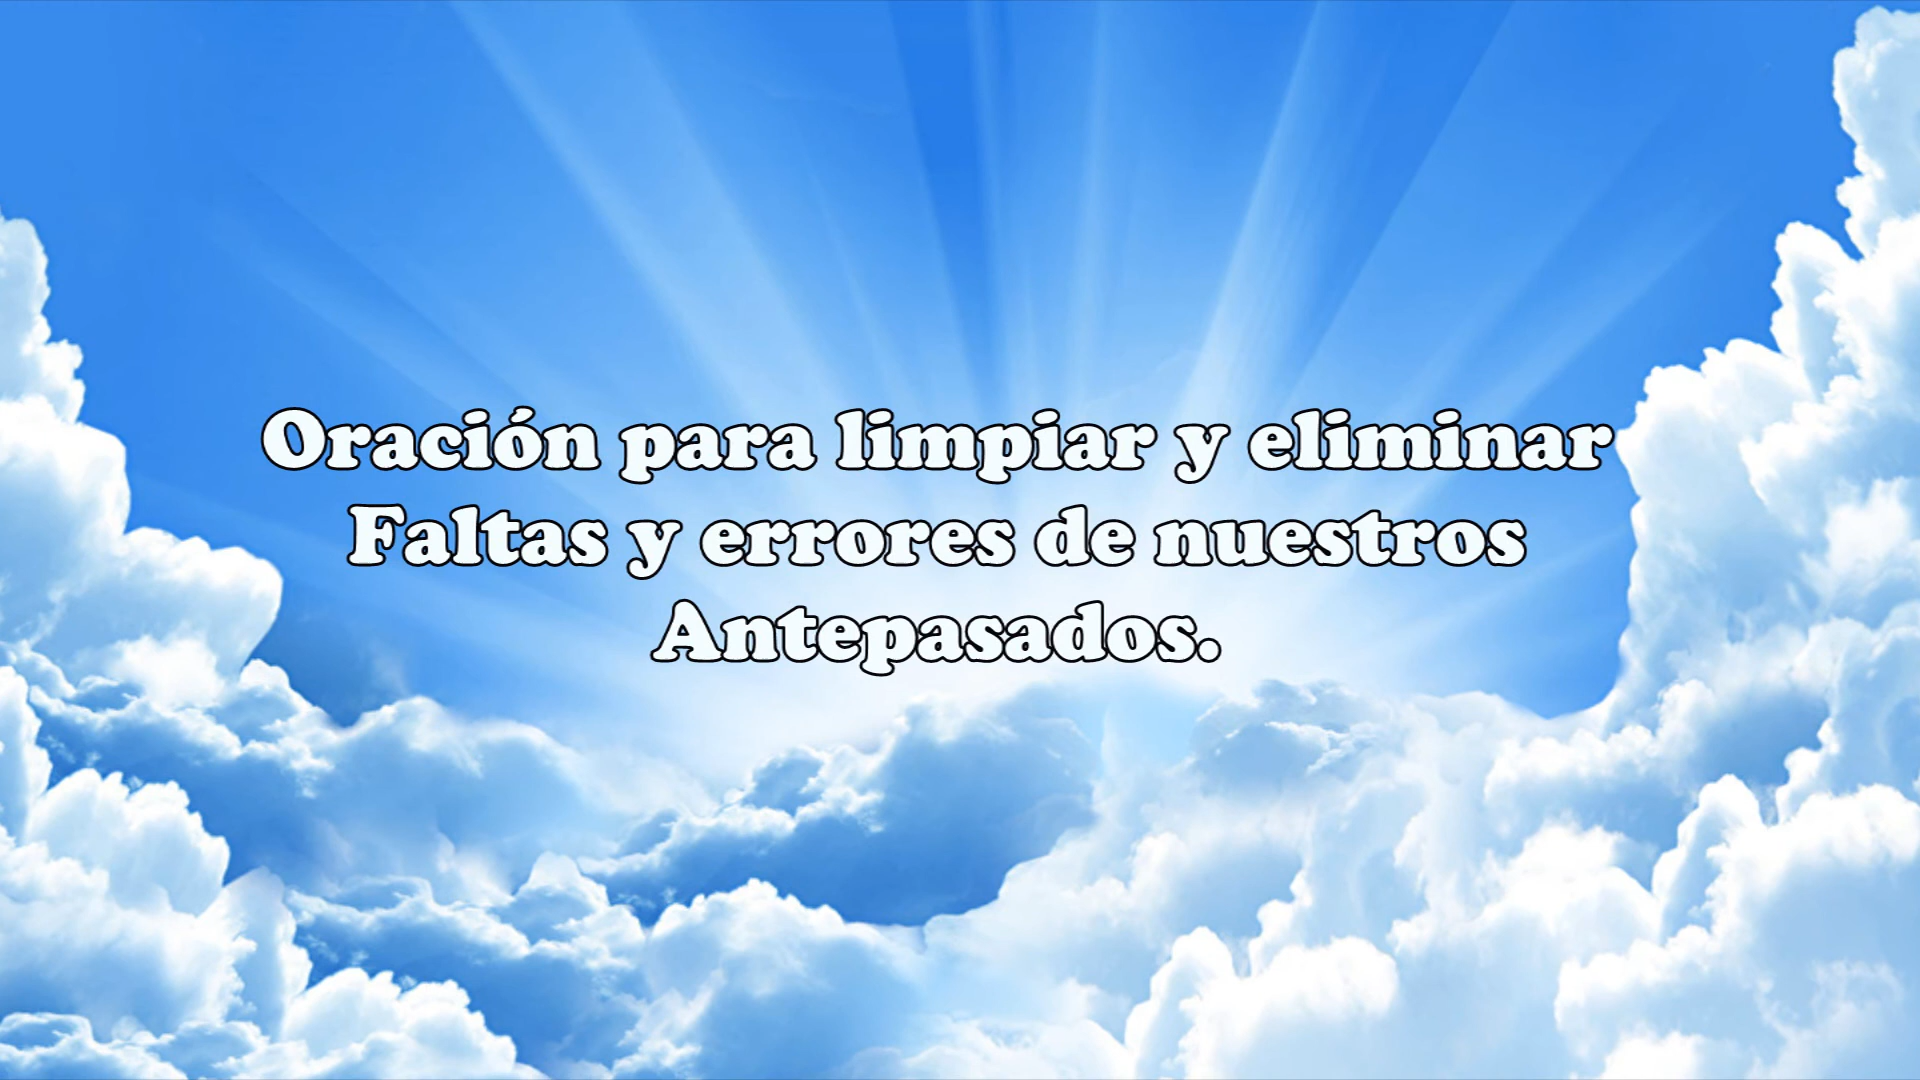 Oración para limpiar y eliminar
Faltas y errores de nuestros
Antepasados.